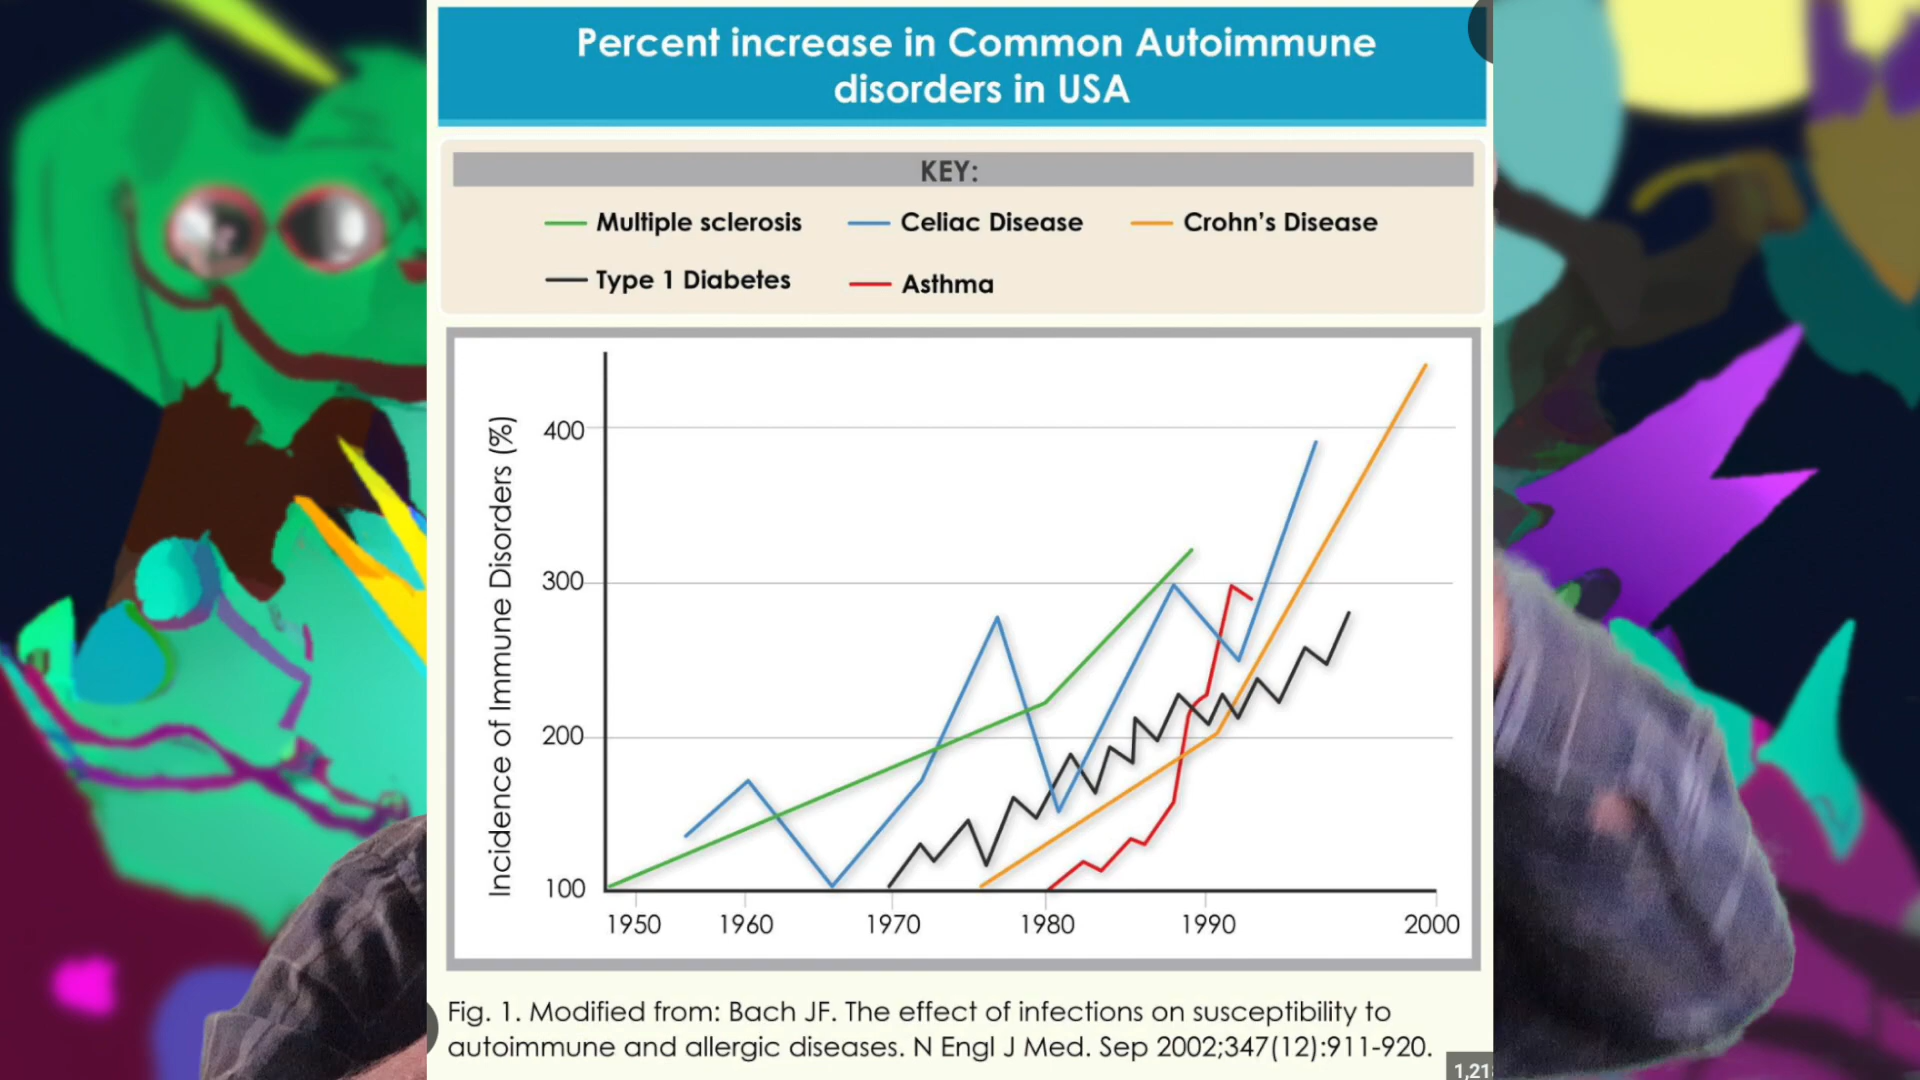 Percent increase in Common Autoimmune
disorders in USA
KEY:
Multiple sclerosis
Celiac Disease
Crohn's Disease
Type 1 Diabetes
Asthma
Incidence of Immune Disorders (%)
400
300
200
100
1950 1960 1970 1980 1990 2000
Fig. 1. Modified from: Bach JF. The effect of infections on susceptibility to
autoimmune and allergic diseases. N Engl J Med. Sep 2002;347(12):911-920.